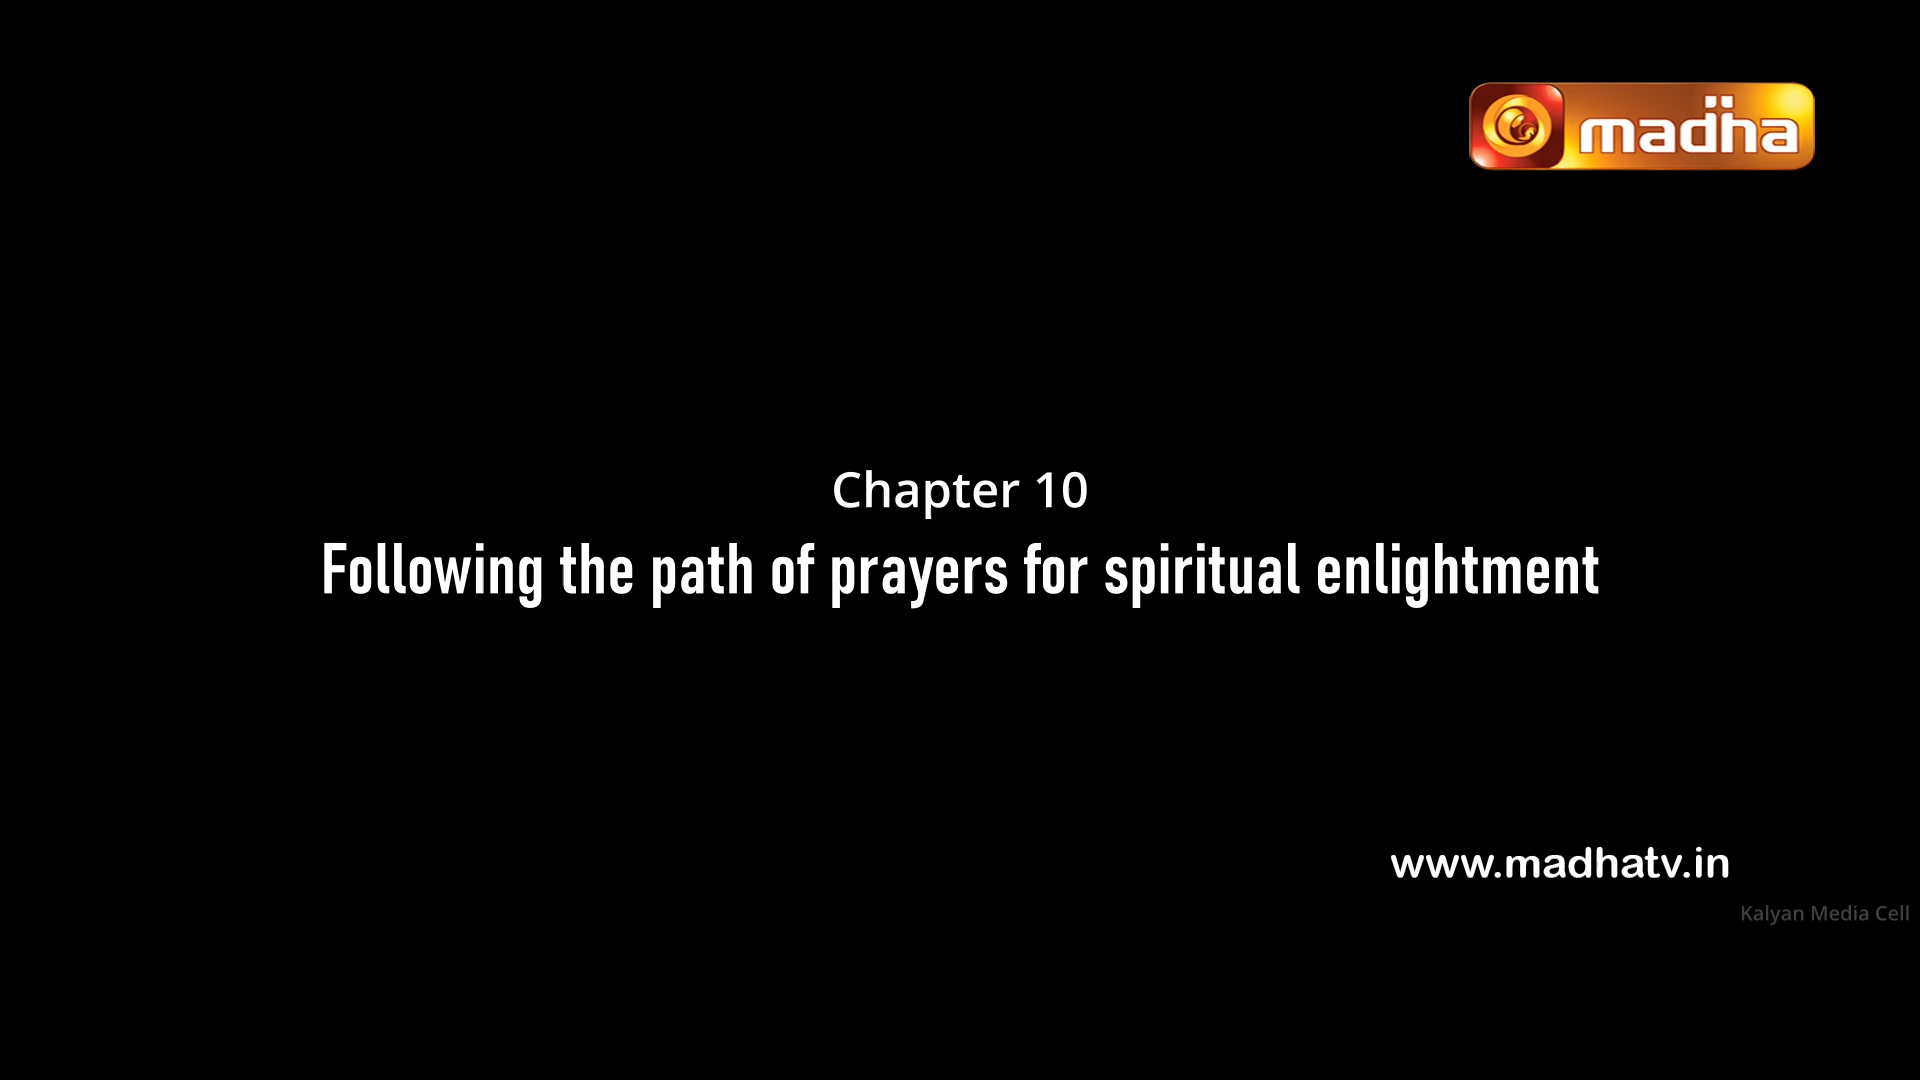 madha
Chapter 10
Following the path of prayers for spiritual enlightment
www.madhatv.in
Kalyan Media Cell